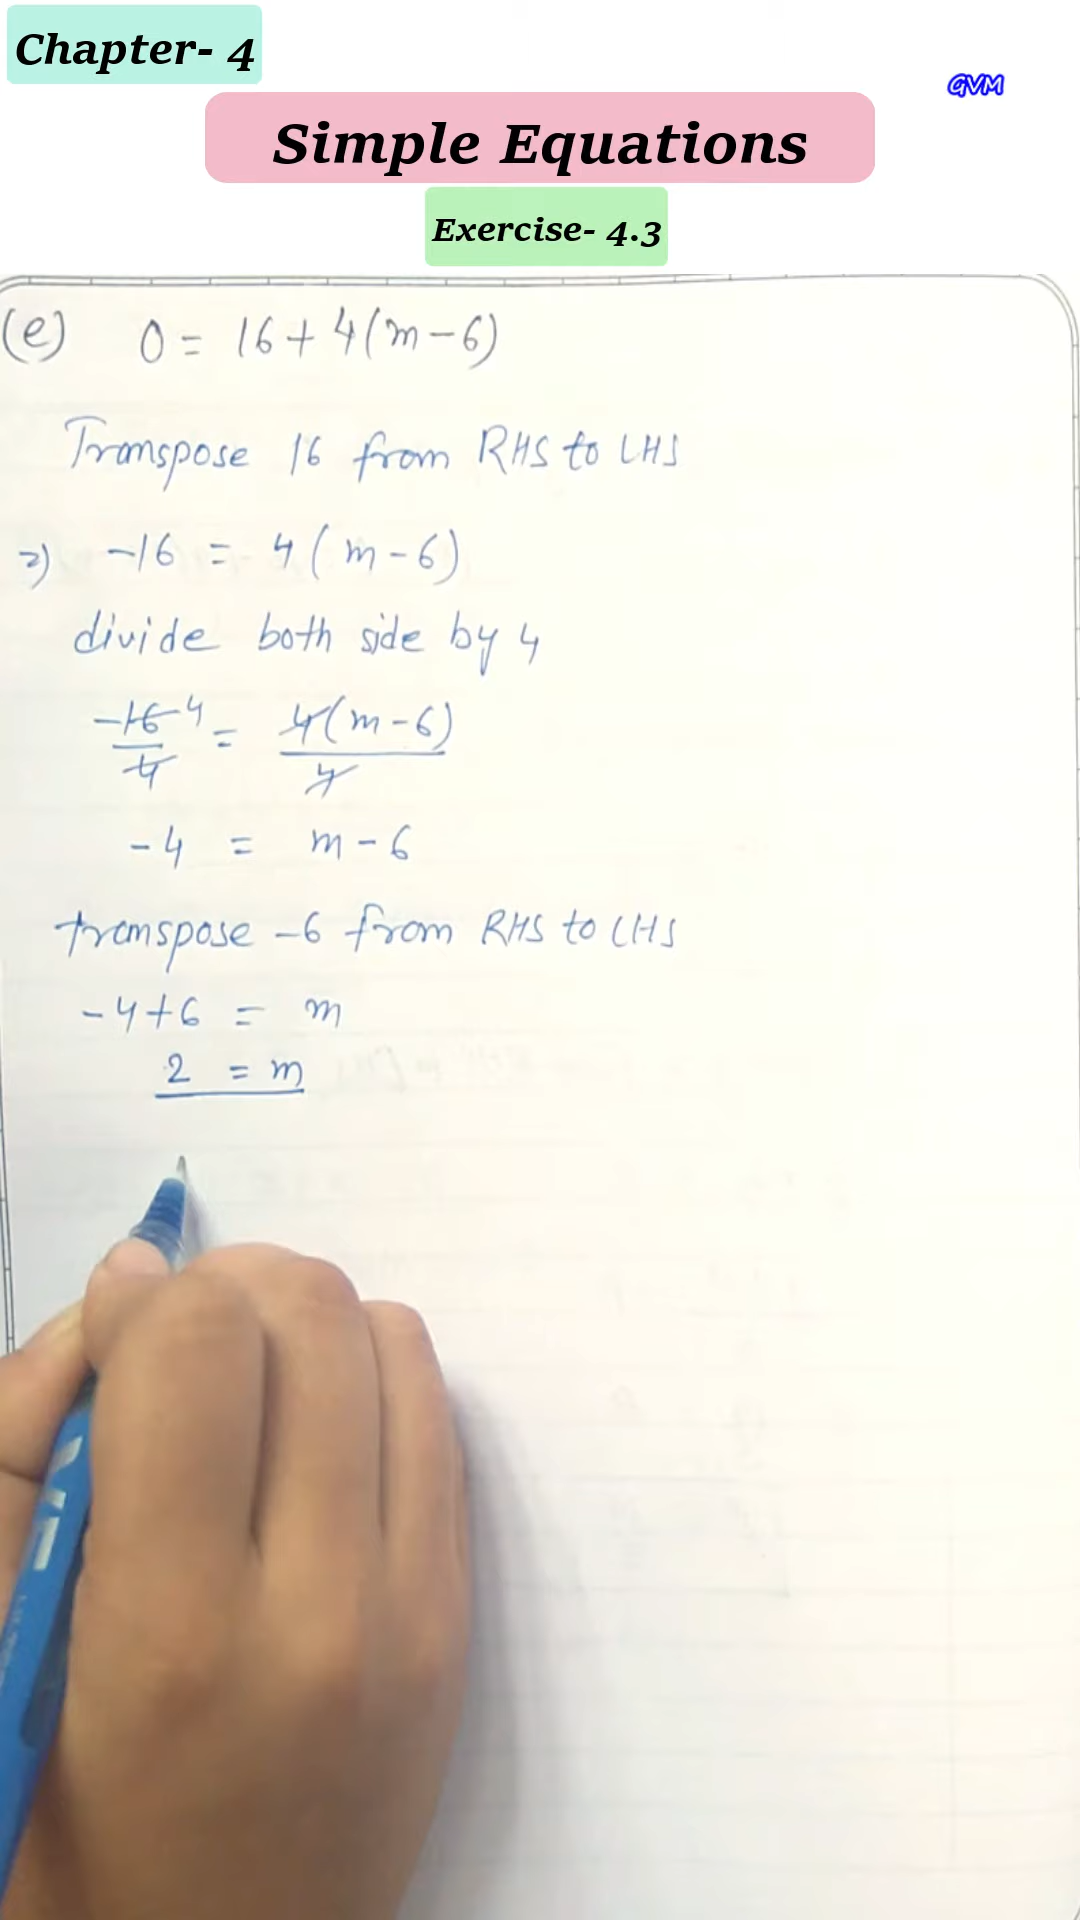 Chapter- 4
GVM
Simple Equations
Exercise- 4.3
(e) 0 = 16 + 4(m - 6)
Transpose 16 from RHS to LHS
=) -16 = 4(m - 6)
divide both side by 4
-16 4 / 4 = 4(m - 6) / 4
-4 = m - 6
transpose -6 from RHS to LHS
-4+6 = m
2 = m